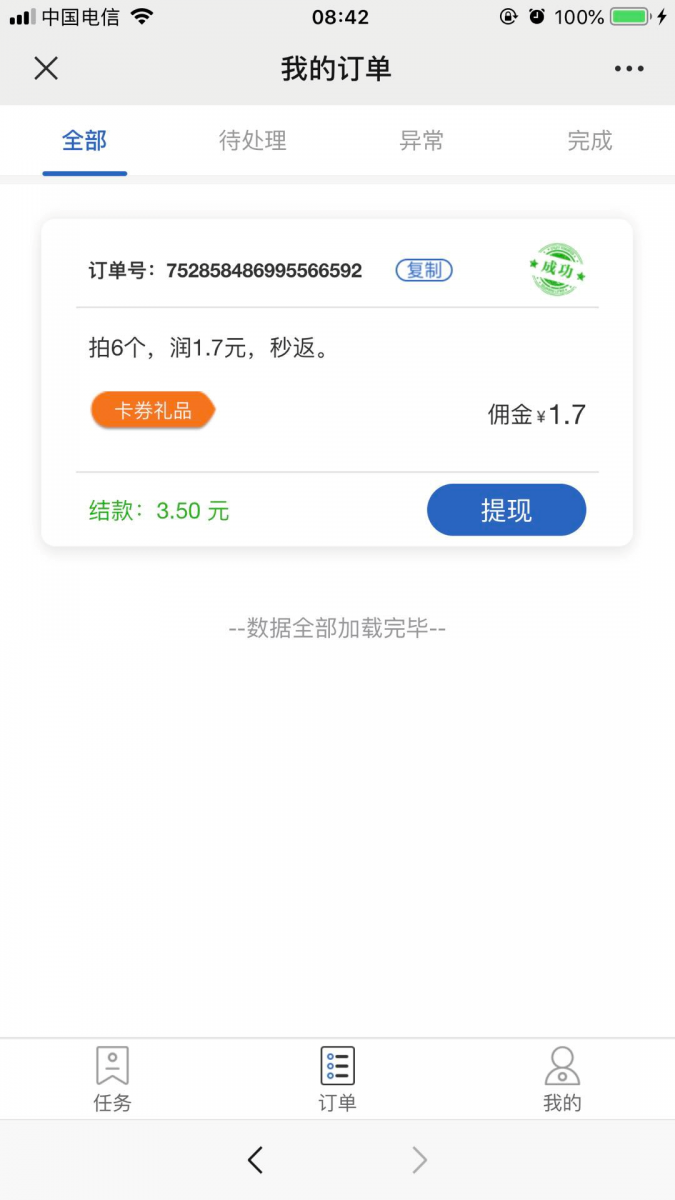 中国电信 08:42 100%
我的订单
全部 待处理 异常 完成
订单号：752858486995566592 复制 成功
拍6个，润1.7元，秒返。
卡券礼品 佣金¥1.7
结款：3.50 元 提现
--数据全部加载完毕--
任务 订单 我的